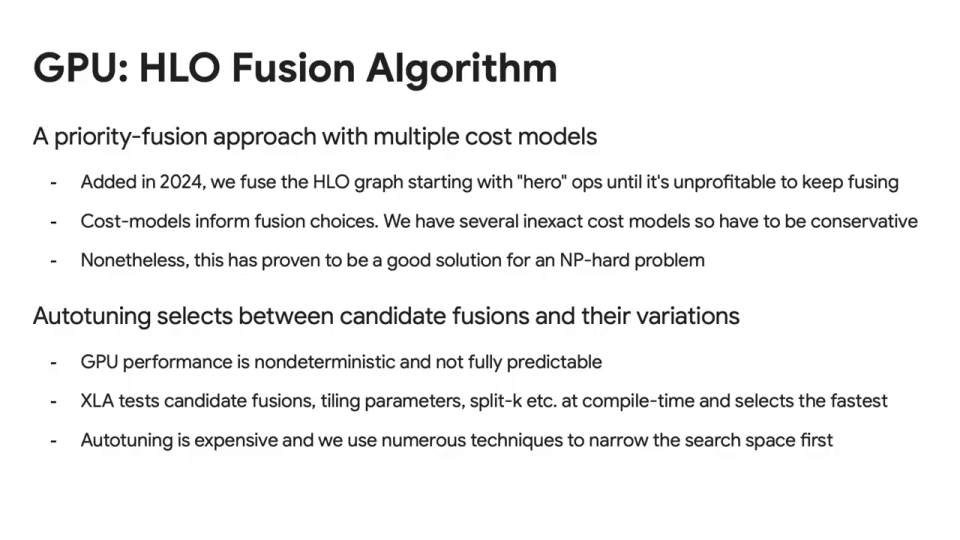 GPU: HLO Fusion Algorithm
A priority-fusion approach with multiple cost models
- Added in 2024, we fuse the HLO graph starting with "hero" ops until it's unprofitable to keep fusing
- Cost-models inform fusion choices. We have several inexact cost models so have to be conservative
- Nonetheless, this has proven to be a good solution for an NP-hard problem
Autotuning selects between candidate fusions and their variations
- GPU performance is nondeterministic and not fully predictable
- XLA tests candidate fusions, tiling parameters, split-k etc. at compile-time and selects the fastest
- Autotuning is expensive and we use numerous techniques to narrow the search space first